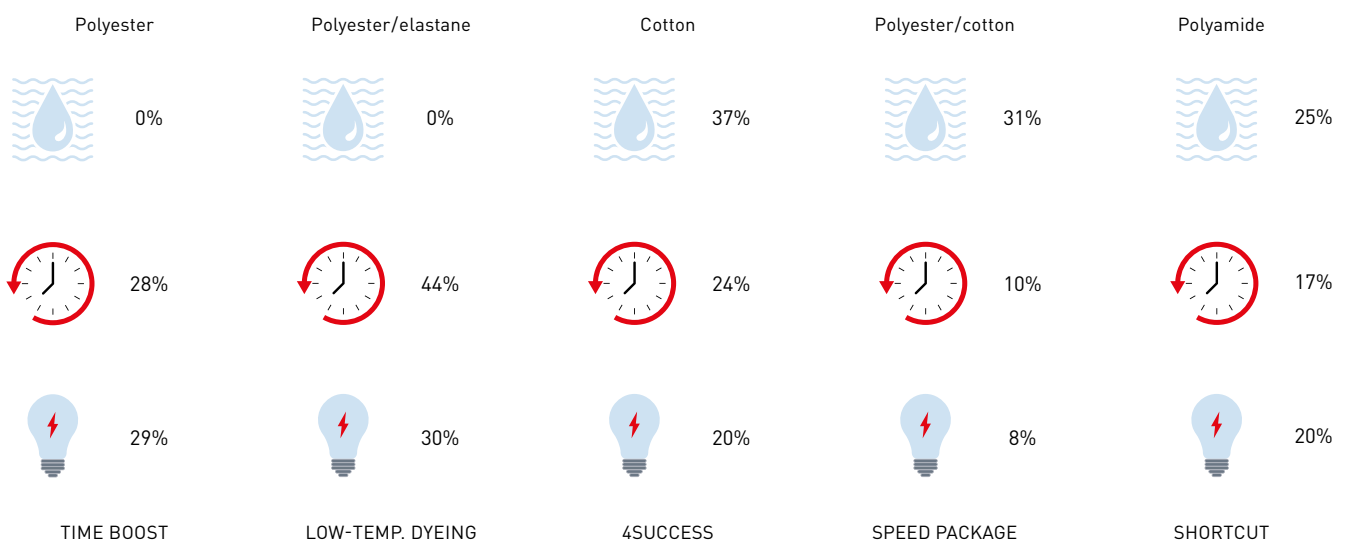 Polyester Polyester/elastane Cotton Polyester/cotton Polyamide
0% 0% 37% 31% 25%
28% 44% 24% 10% 17%
29% 30% 20% 8% 20%
TIME BOOST LOW-TEMP. DYEING 4SUCCESS SPEED PACKAGE SHORTCUT